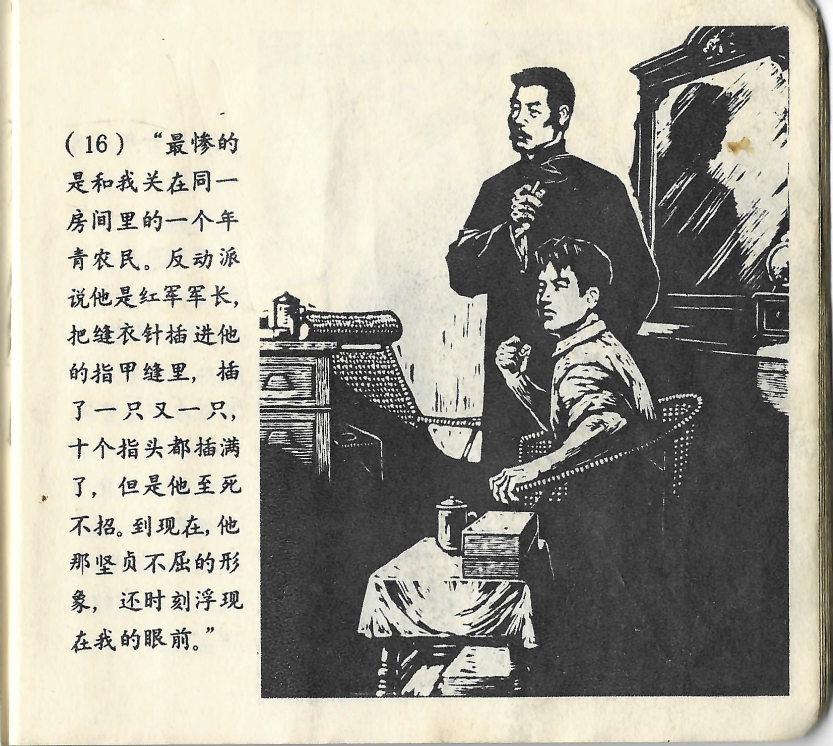 （16） “最惨的
是和我关在同一
房间里的一个年
青农民。反动派
说他是红军军长，
把缝衣针插进他
的指甲缝里，插
了一只又一只，
十个指头都插满
了，但是他至死
不招。到现在，他
那坚贞不屈的形
象，还时刻浮现
在我的眼前。”